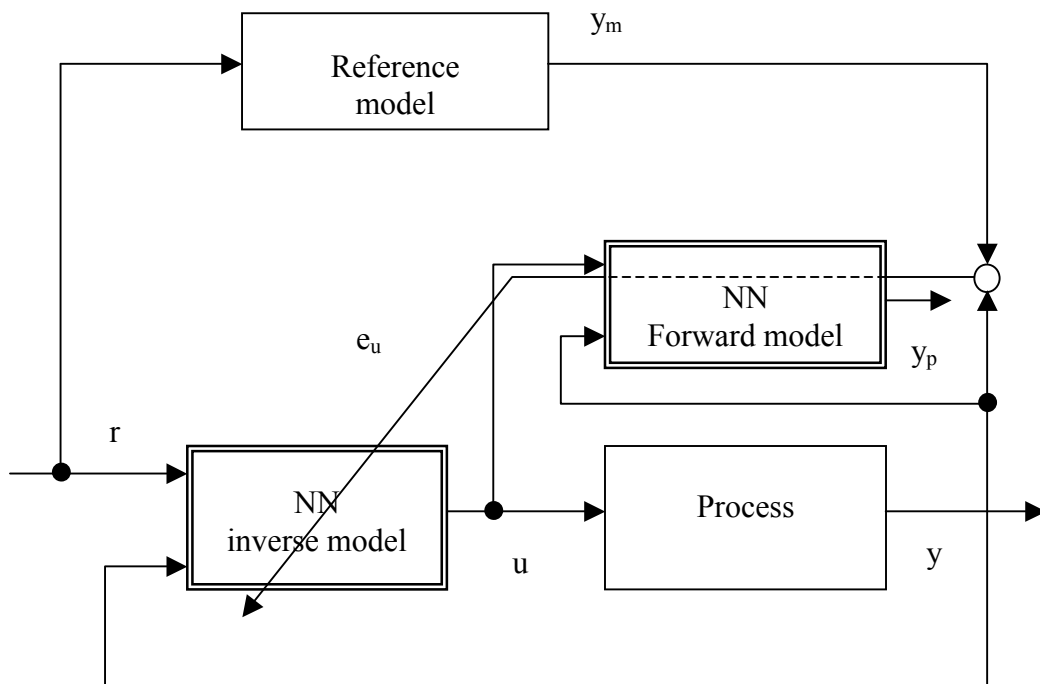 yₘ
Reference
model
NN
Forward model
eᵤ
yₚ
r
NN
inverse model
Process
u
y